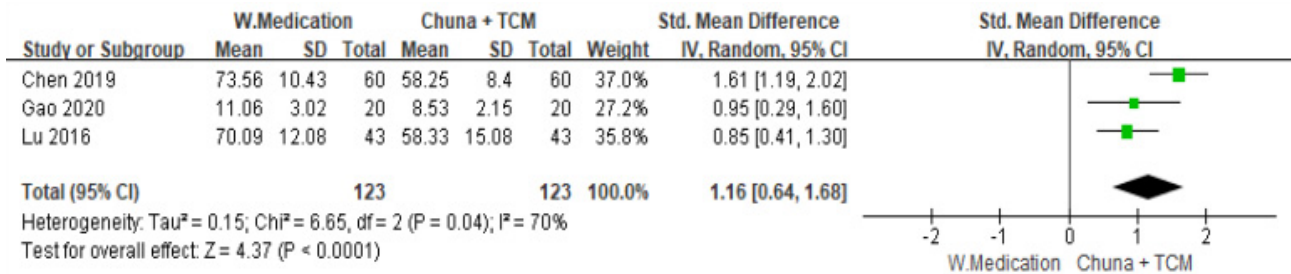 W.Medication Chuna + TCM Std. Mean Difference Std. Mean Difference
Study or Subgroup Mean SD Total Mean SD Total Weight IV, Random, 95% CI IV, Random, 95% CI
Chen 2019 73.56 10.43 60 58.25 8.4 60 37.0% 1.61 [1.19, 2.02]
Gao 2020 11.06 3.02 20 8.53 2.15 20 27.2% 0.95 [0.29, 1.60]
Lu 2016 70.09 12.08 43 58.33 15.08 43 35.8% 0.85 [0.41, 1.30]
Total (95% CI) 123 123 100.0% 1.16 [0.64, 1.68]
Heterogeneity: Tau² = 0.15; Chi² = 6.65, df = 2 (P = 0.04); I² = 70%
Test for overall effect: Z = 4.37 (P < 0.0001)
-2 -1 0 1 2
W.Medication Chuna + TCM